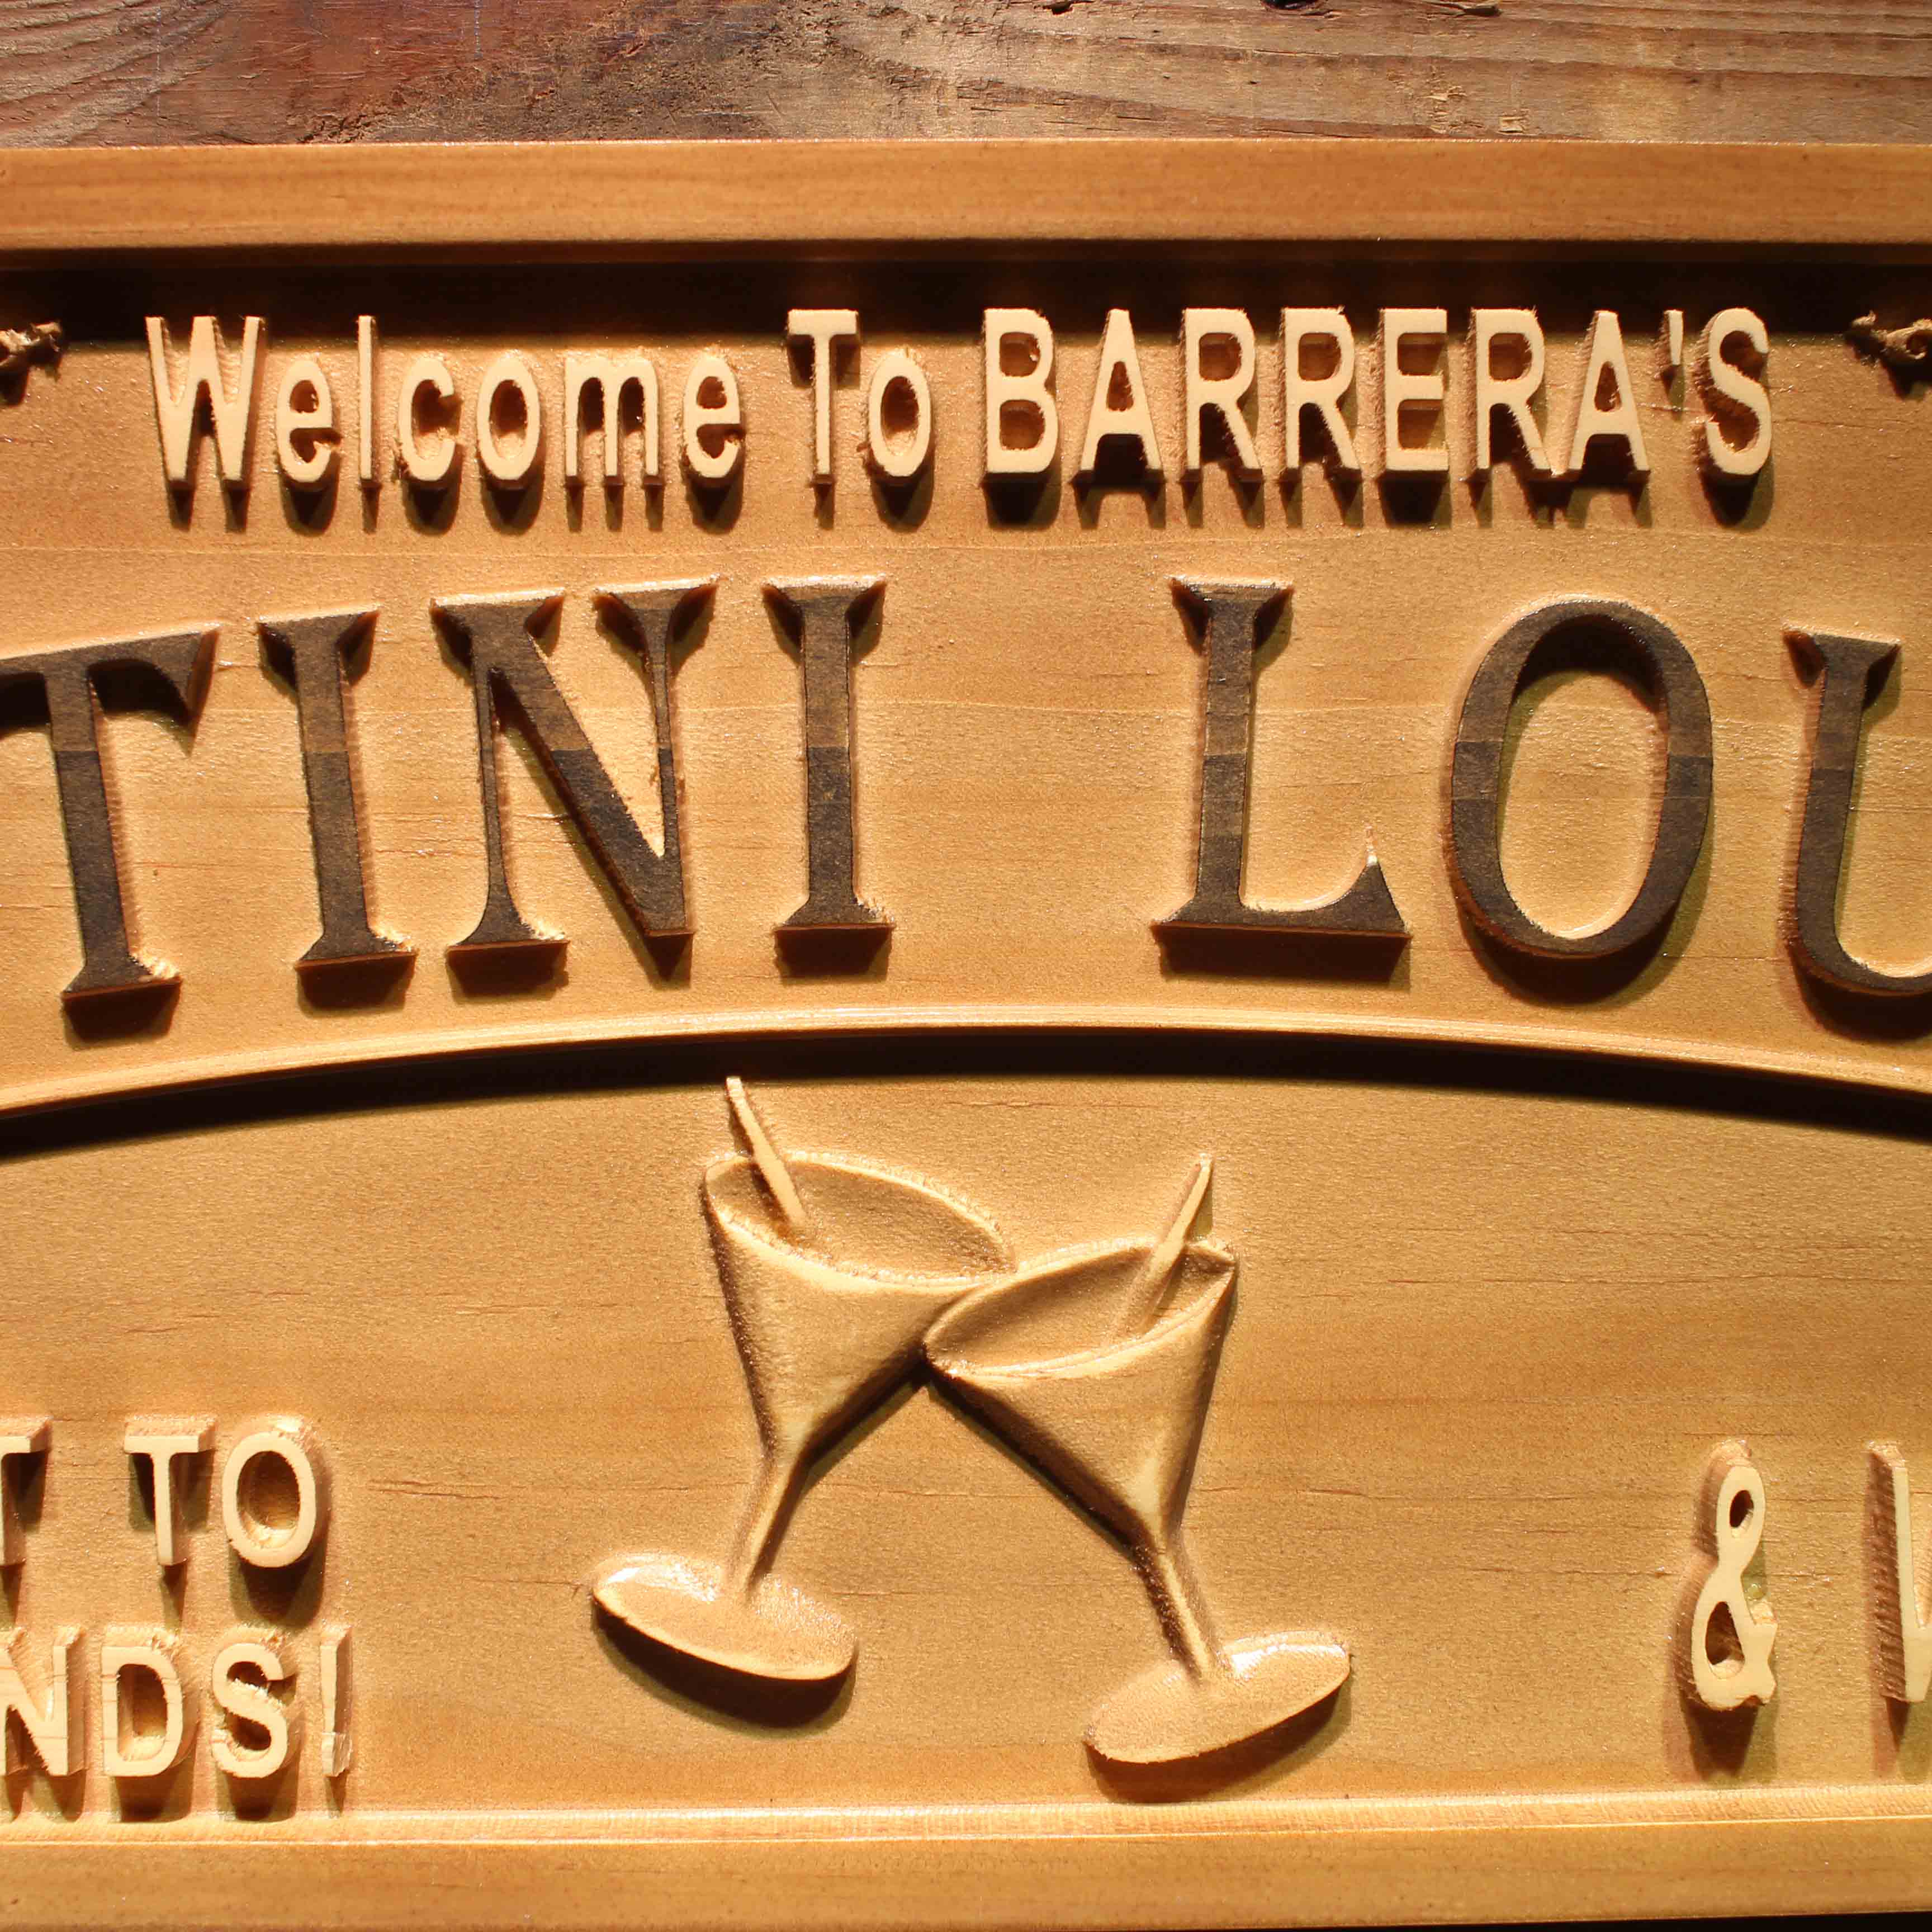 Welcome To BARRERA'S
TINI LOU
T TO
NDS!
&